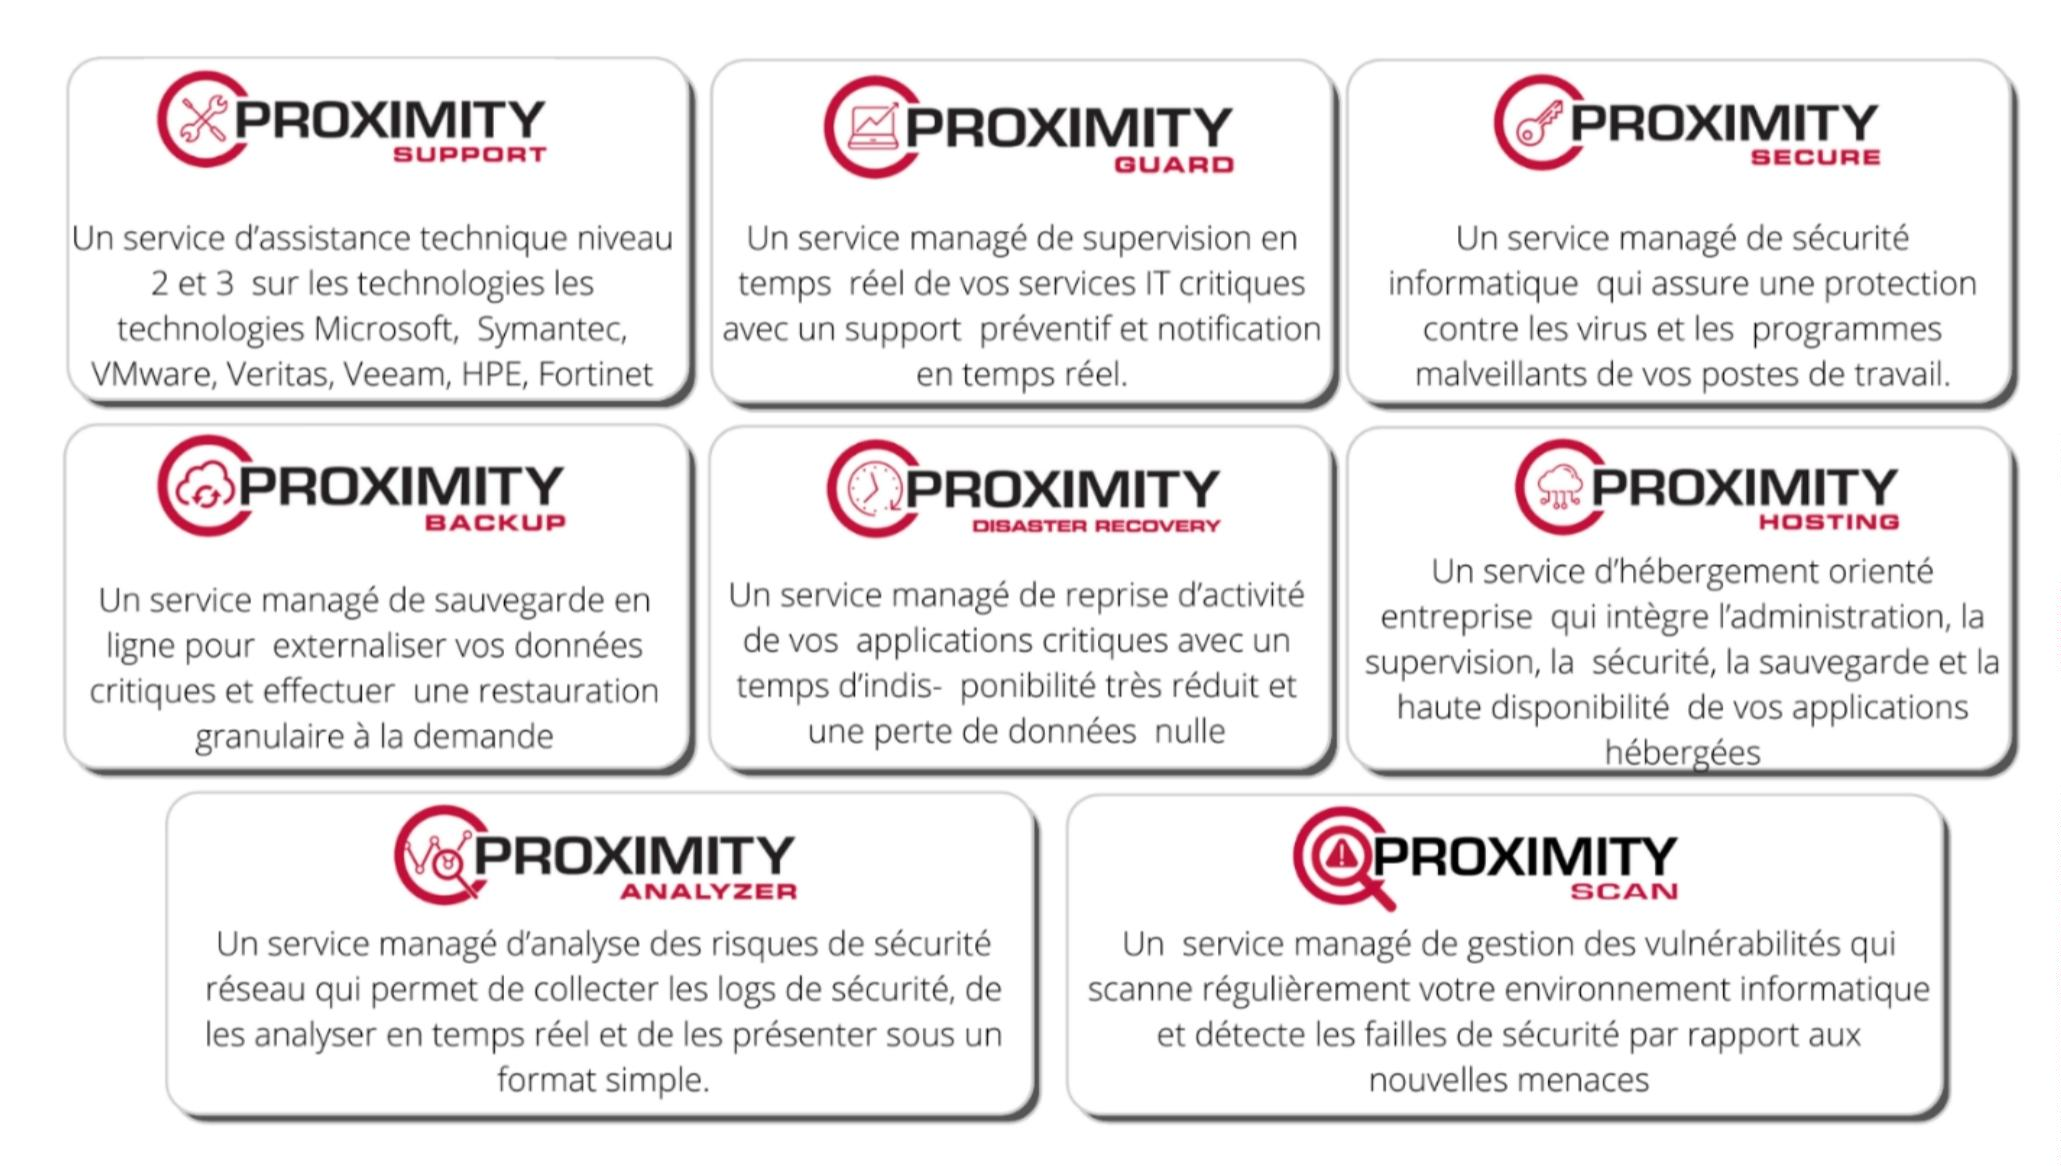 PROXIMITY
SUPPORT
Un service d’assistance technique niveau
2 et 3 sur les technologies les
technologies Microsoft, Symantec,
VMware, Veritas, Veeam, HPE, Fortinet
PROXIMITY
GUARD
Un service managé de supervision en
temps réel de vos services IT critiques
avec un support préventif et notification
en temps réel.
PROXIMITY
SECURE
Un service managé de sécurité
informatique qui assure une protection
contre les virus et les programmes
malveillants de vos postes de travail.
PROXIMITY
BACKUP
Un service managé de sauvegarde en
ligne pour externaliser vos données
critiques et effectuer une restauration
granulaire à la demande
PROXIMITY
DISASTER RECOVERY
Un service managé de reprise d’activité
de vos applications critiques avec un
temps d’indis- ponibilité très réduit et
une perte de données nulle
PROXIMITY
HOSTING
Un service d’hébergement orienté
entreprise qui intègre l’administration, la
supervision, la sécurité, la sauvegarde et la
haute disponibilité de vos applications
hébergées
PROXIMITY
ANALYZER
Un service managé d’analyse des risques de sécurité
réseau qui permet de collecter les logs de sécurité, de
les analyser en temps réel et de les présenter sous un
format simple.
PROXIMITY
SCAN
Un service managé de gestion des vulnérabilités qui
scanne régulièrement votre environnement informatique
et détecte les failles de sécurité par rapport aux
nouvelles menaces